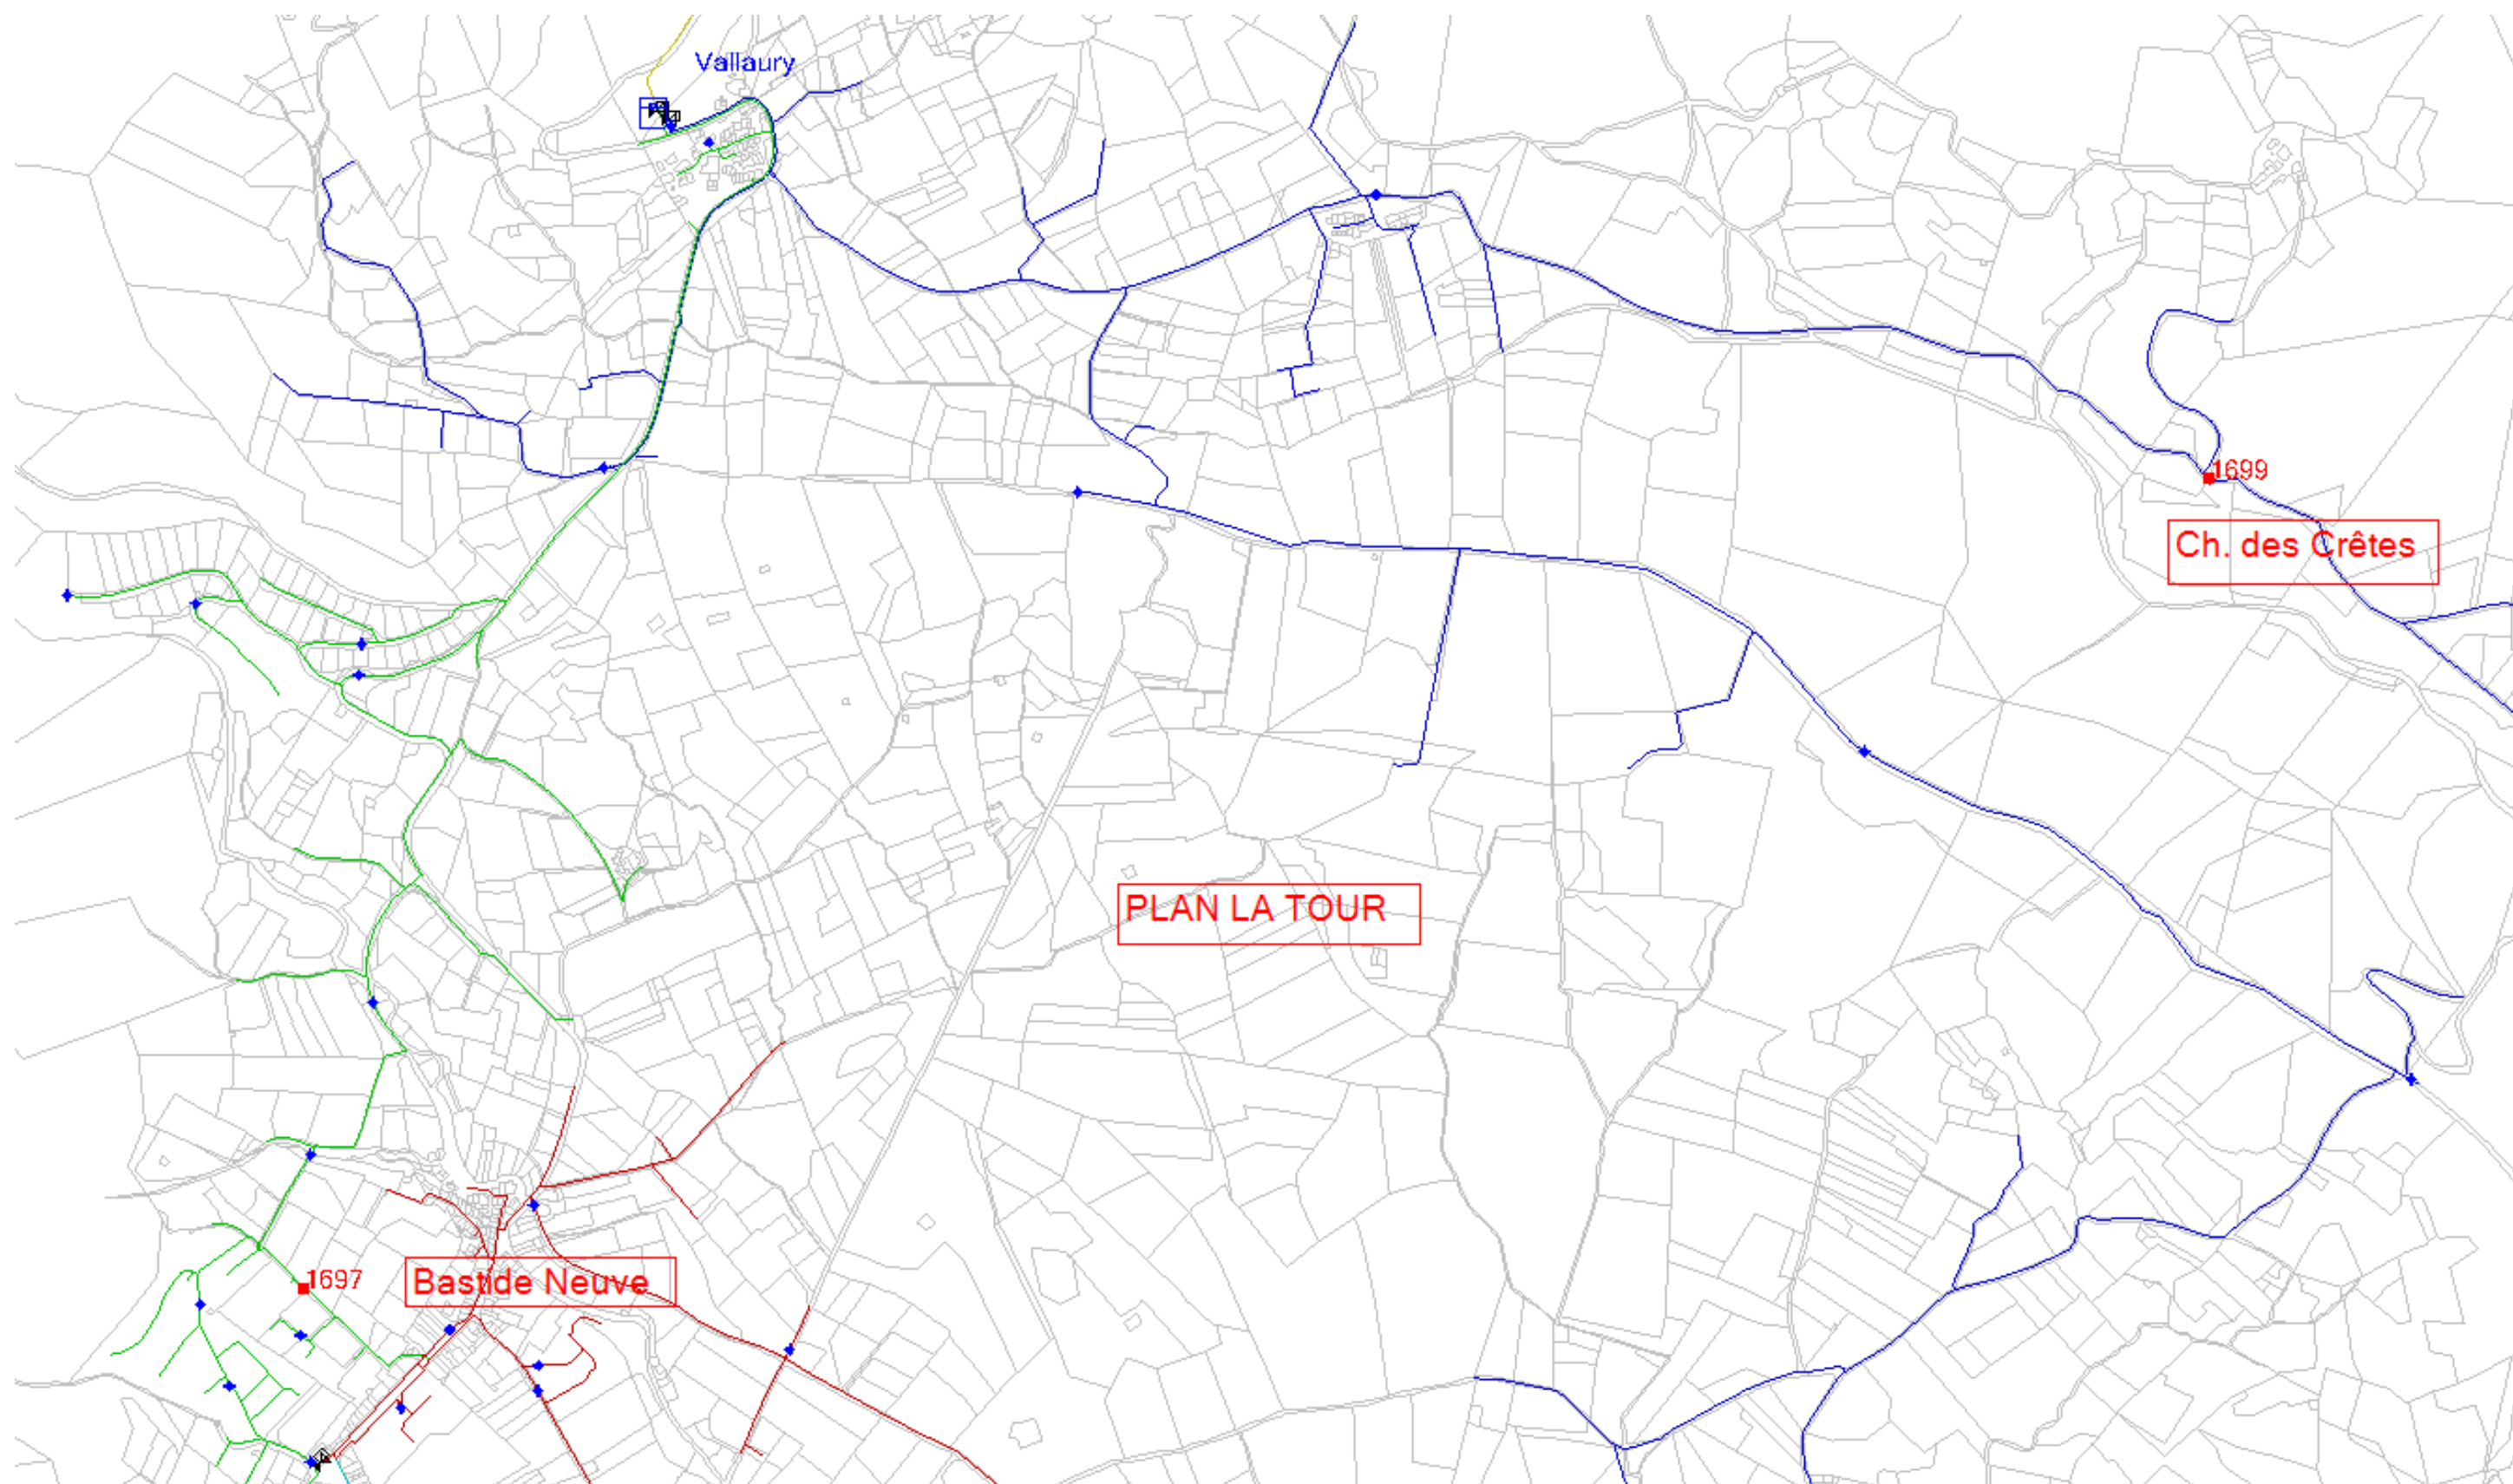 Vallaury
1699
Ch. des Crêtes
PLAN LA TOUR
1697
Bastide Neuve